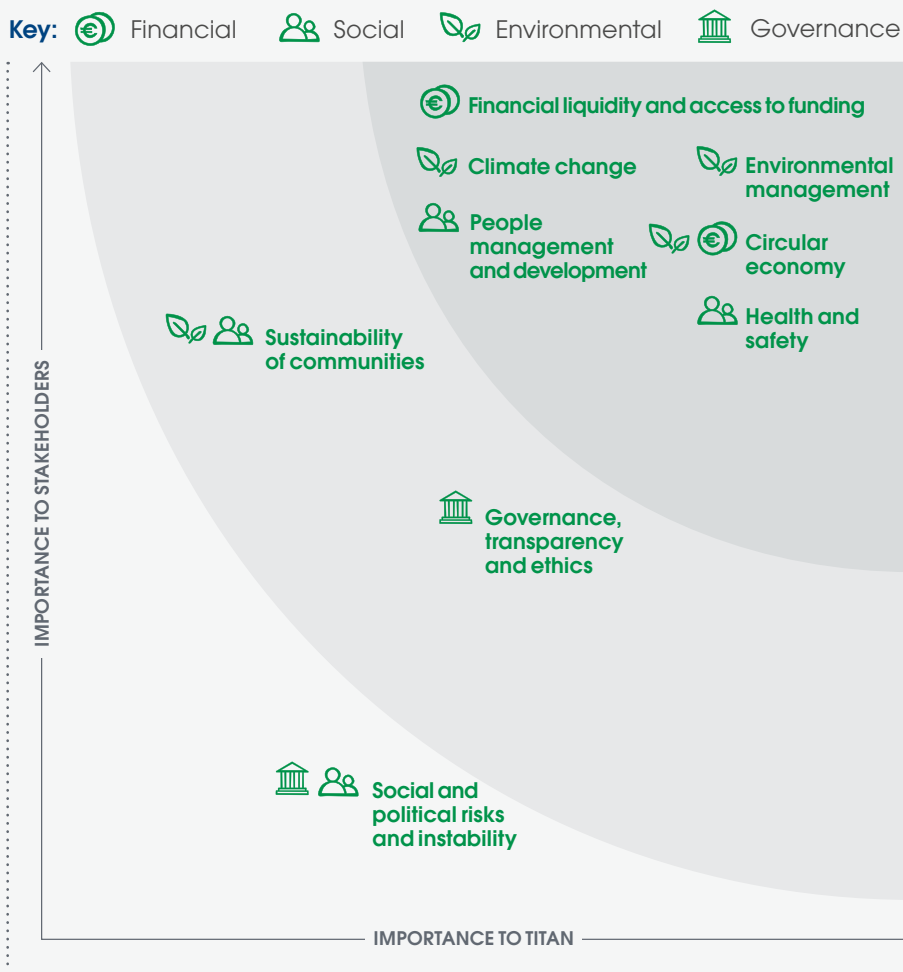 Key: Financial Social Environmental Governance
Financial liquidity and access to funding
Climate change
Environmental
management
People
management
and development
Circular
economy
Health and
safety
Sustainability
of communities
Governance,
transparency
and ethics
Social and
political risks
and instability
IMPORTANCE TO STAKEHOLDERS
IMPORTANCE TO TITAN